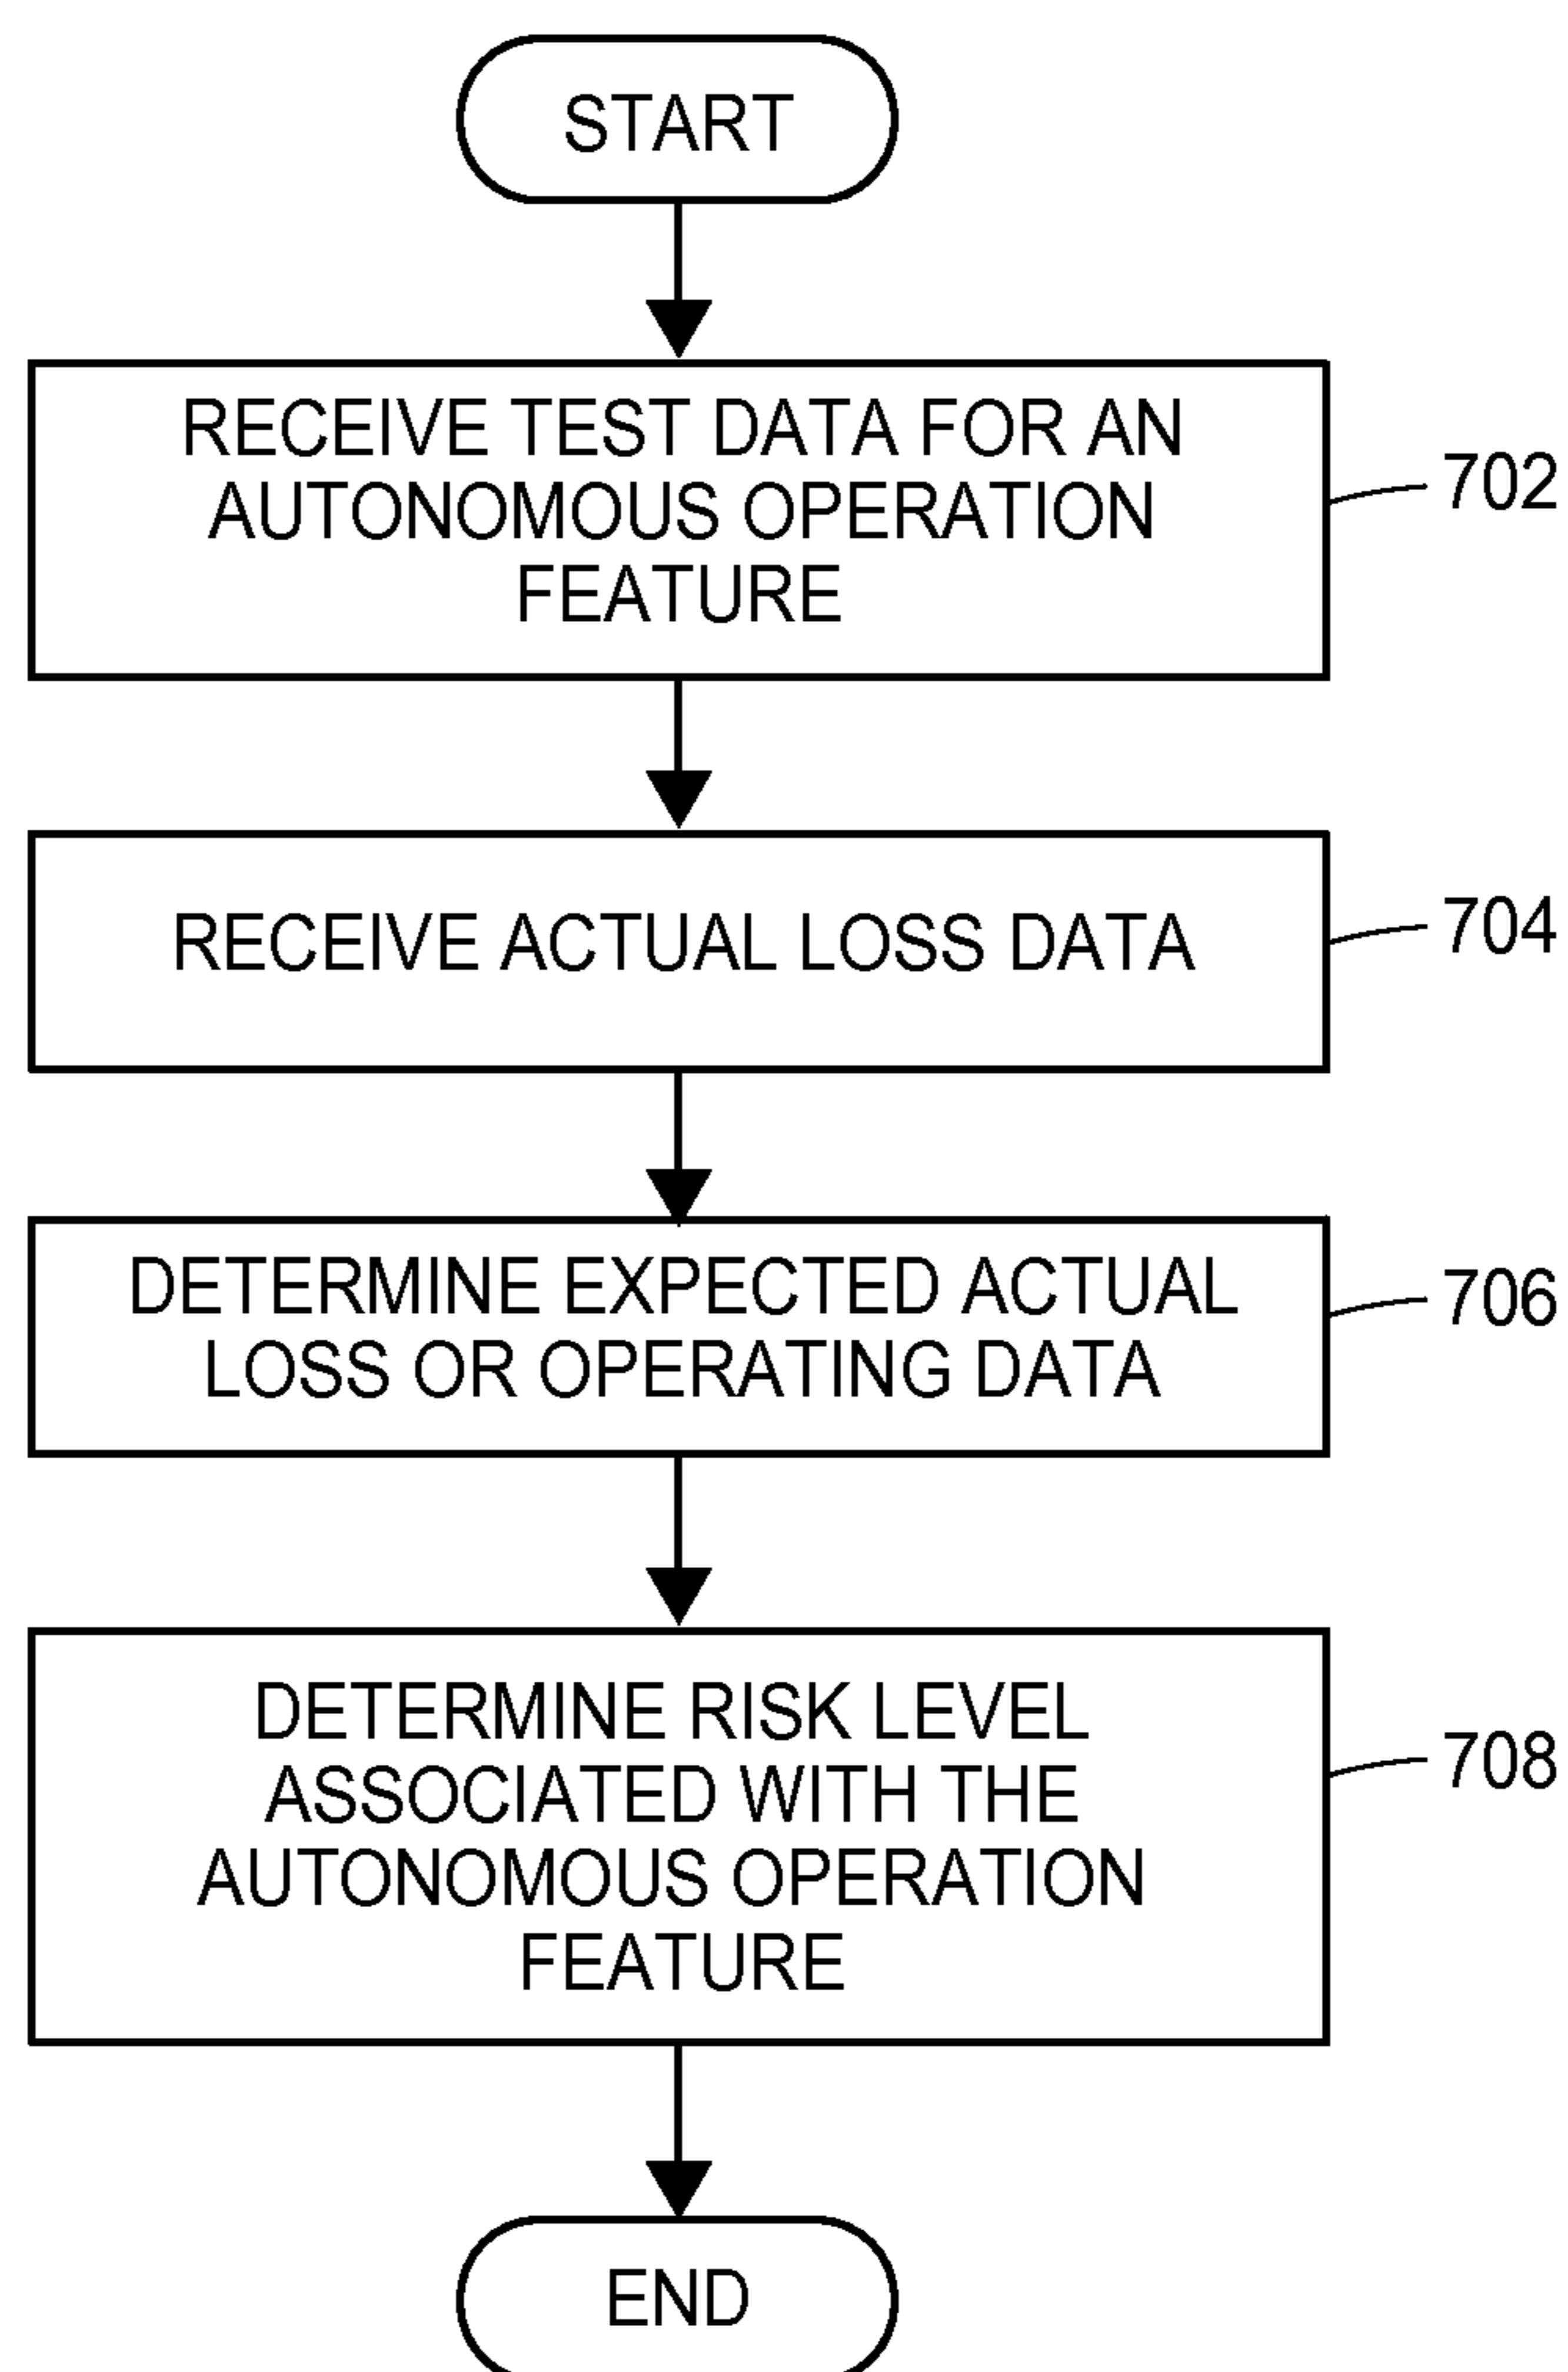 START
RECEIVE TEST DATA FOR AN
AUTONOMOUS OPERATION
FEATURE
702
RECEIVE ACTUAL LOSS DATA
704
DETERMINE EXPECTED ACTUAL
LOSS OR OPERATING DATA
706
DETERMINE RISK LEVEL
ASSOCIATED WITH THE
AUTONOMOUS OPERATION
FEATURE
708
END